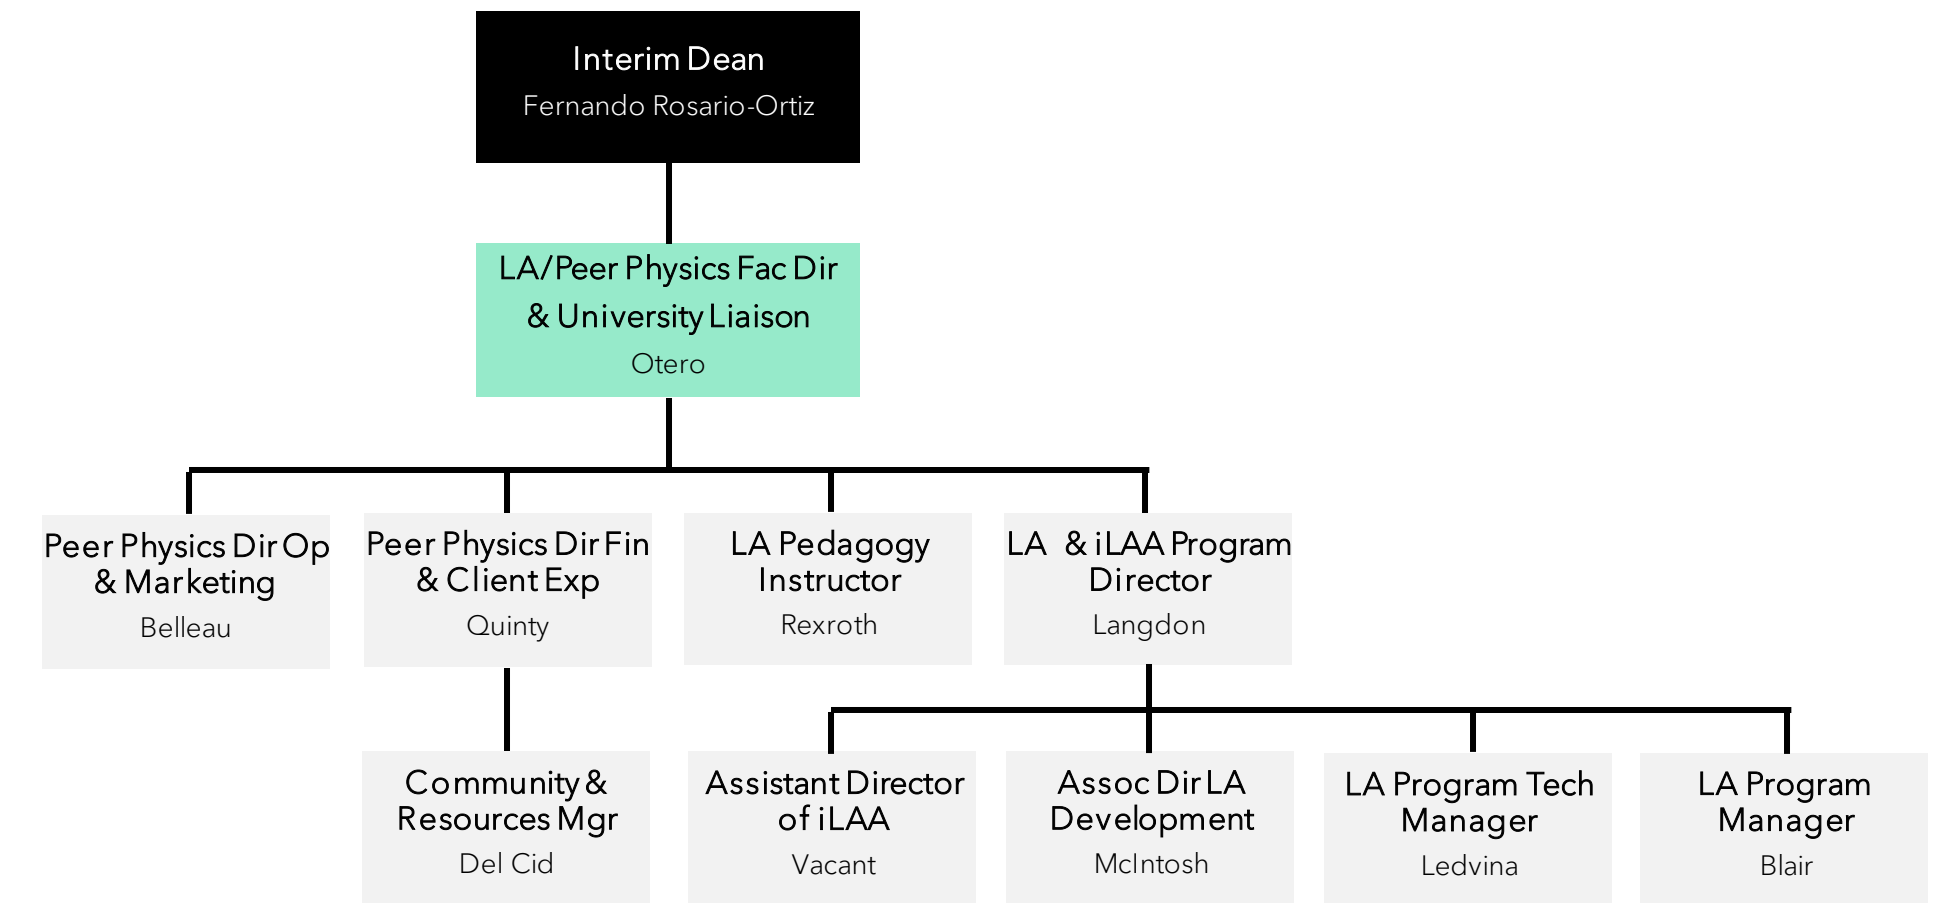 Interim Dean
Fernando Rosario-Ortiz
LA/Peer Physics Fac Dir
& University Liaison
Otero
Peer Physics Dir Op
& Marketing
Belleau
Peer Physics Dir Fin
& Client Exp
Quinty
LA Pedagogy
Instructor
Rexroth
LA & iLAA Program
Director
Langdon
Community &
Resources Mgr
Del Cid
Assistant Director
of iLAA
Vacant
Assoc Dir LA
Development
McIntosh
LA Program Tech
Manager
Ledvina
LA Program
Manager
Blair